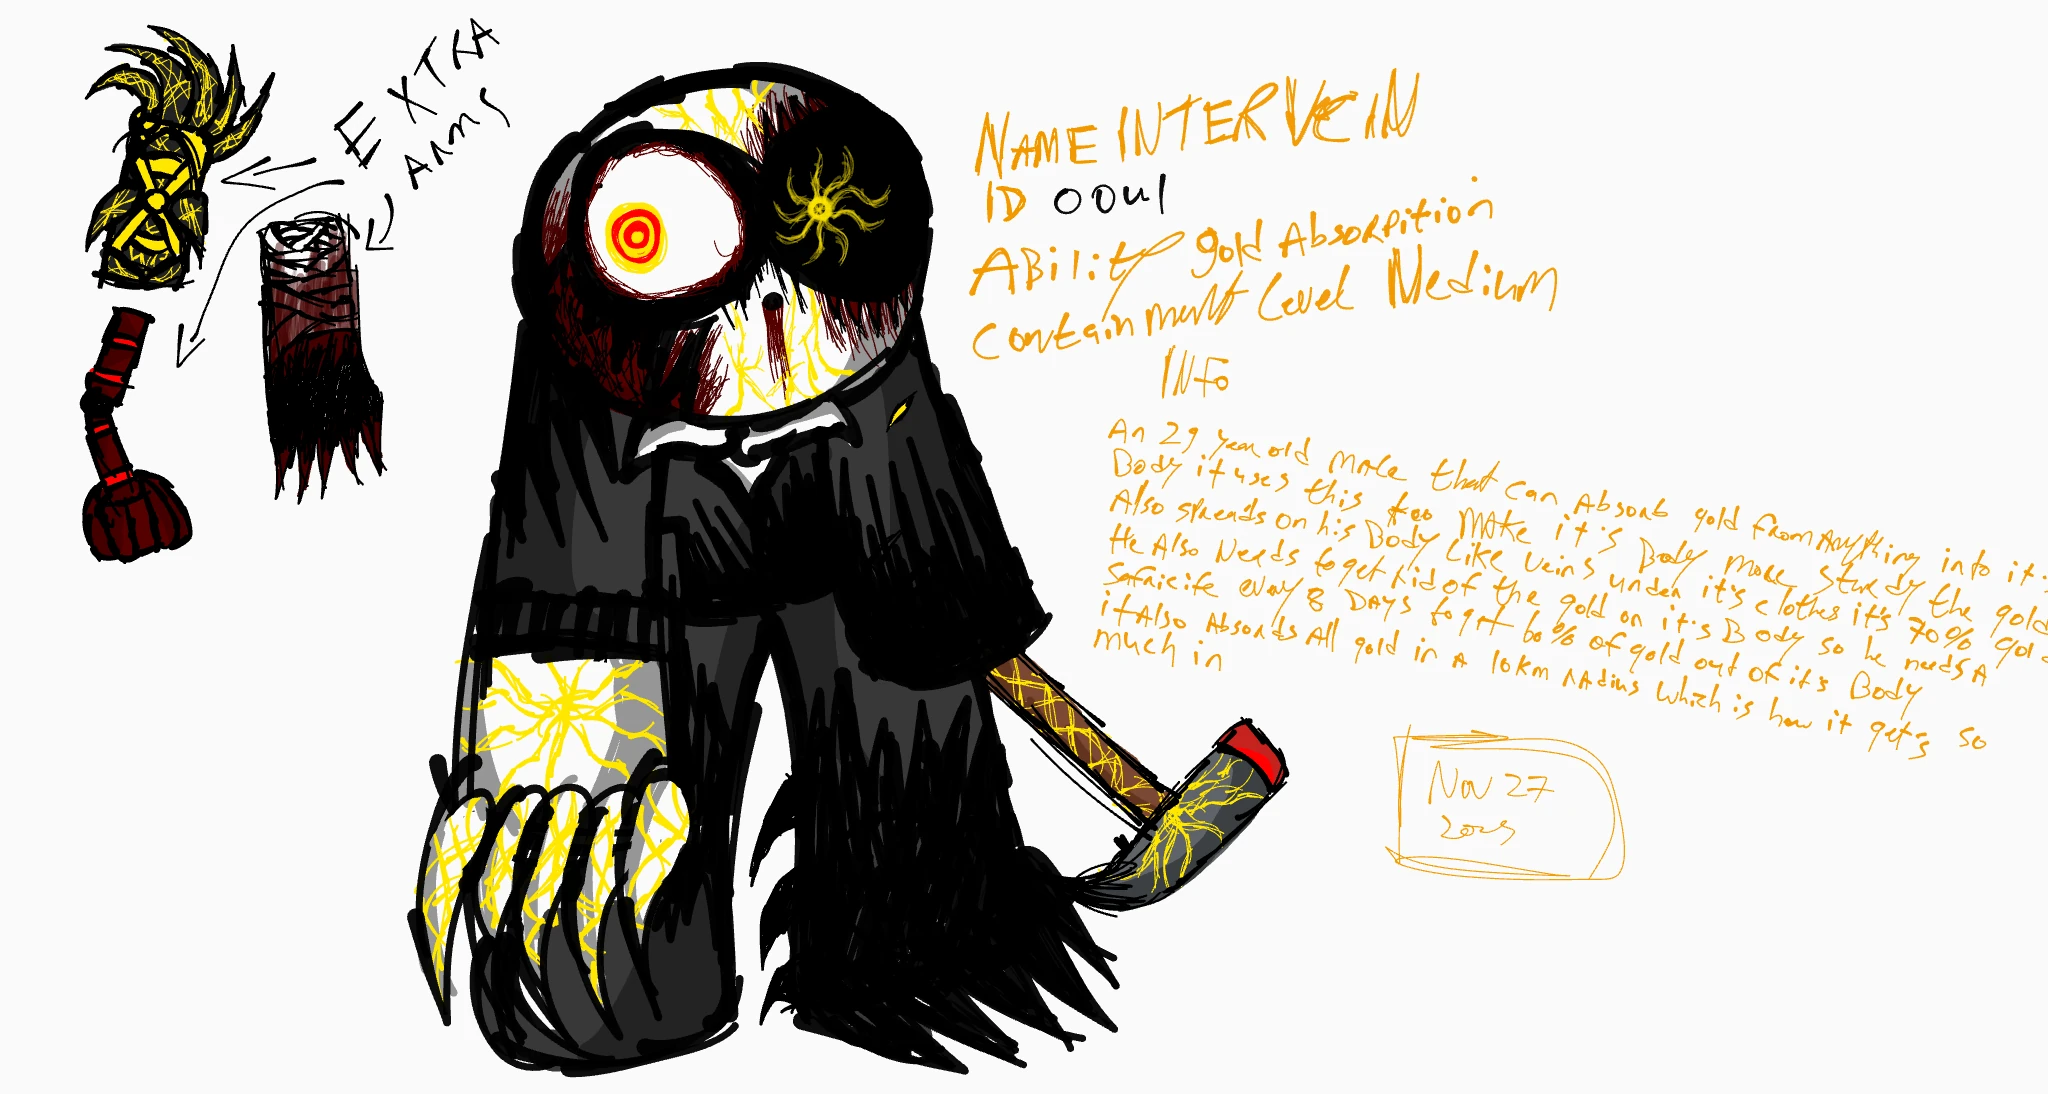 EXTRA
ARMS
NAME INTERVEIN
ID 0041
ABility gold Absorpition
containment Level Medium
INfo
An 29 year old Male that can Absorb gold from Anything into it's
Body it uses this too MAke it's Body more sturdy the gold
Also spreads on his Body Like veins under it's clothes it's 70% gold
He Also Needs to get rid of the gold on it's Body so he needs A
safricife every 8 DAYS to get 60% of gold out of it's Body
it Also Absords All gold in A 10km radius which is how it get's so
much in
Nov 27
2025